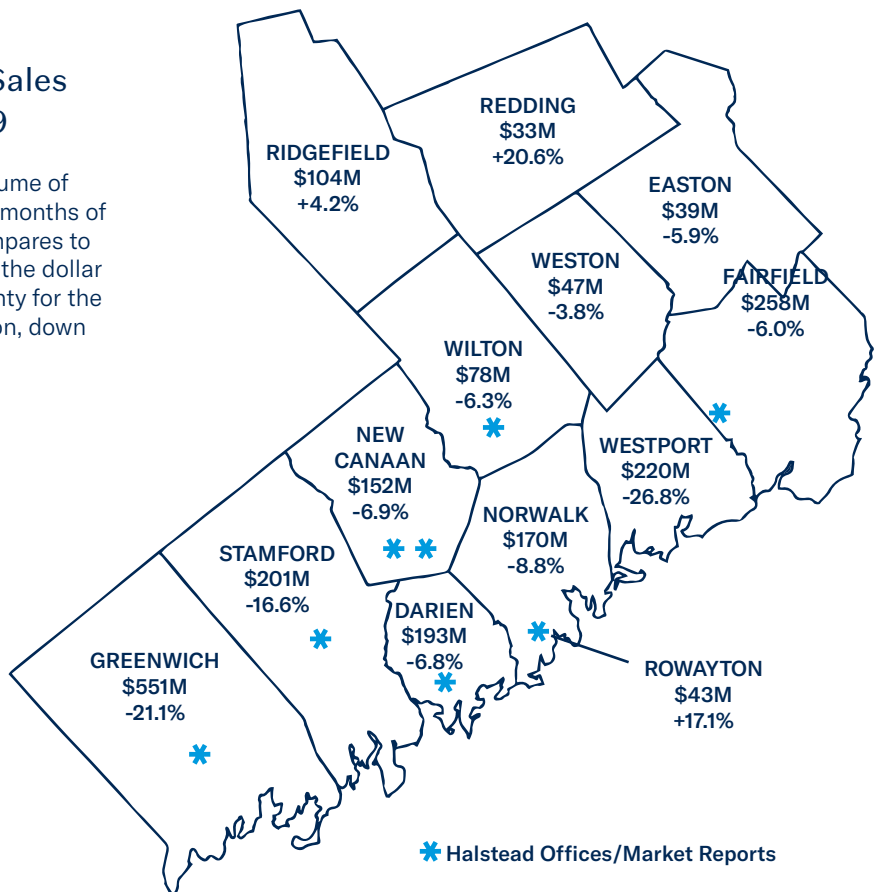 Sales
9
ume of
months of
mpares to
the dollar
nty for the
on, down
REDDING
$33M
+20.6%
RIDGEFIELD
$104M
+4.2%
EASTON
$39M
-5.9%
WESTON
$47M
-3.8%
FAIRFIELD
$258M
-6.0%
WILTON
$78M
-6.3%
NEW
CANAAN
$152M
-6.9%
WESTPORT
$220M
-26.8%
NORWALK
$170M
-8.8%
STAMFORD
$201M
-16.6%
DARIEN
$193M
-6.8%
GREENWICH
$551M
-21.1%
ROWAYTON
$43M
+17.1%
Halstead Offices/Market Reports